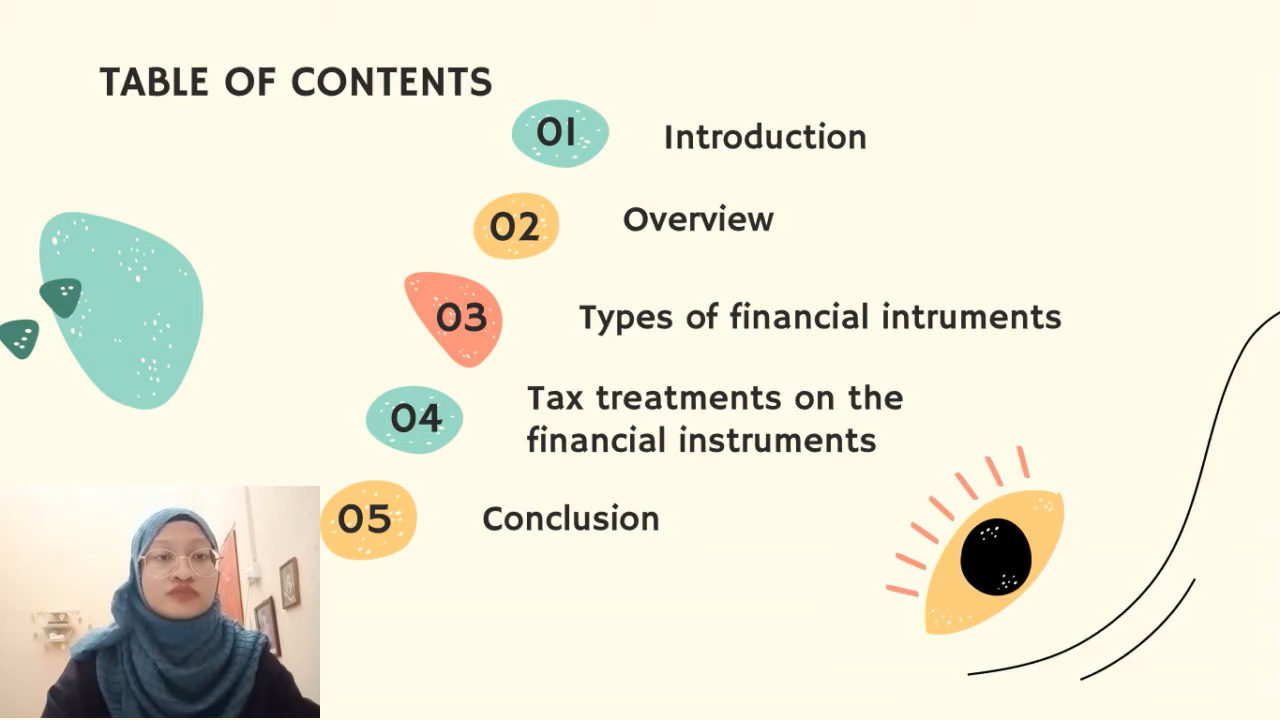 TABLE OF CONTENTS
01
Introduction
02
Overview
03
Types of financial intruments
04
Tax treatments on the
financial instruments
05
Conclusion